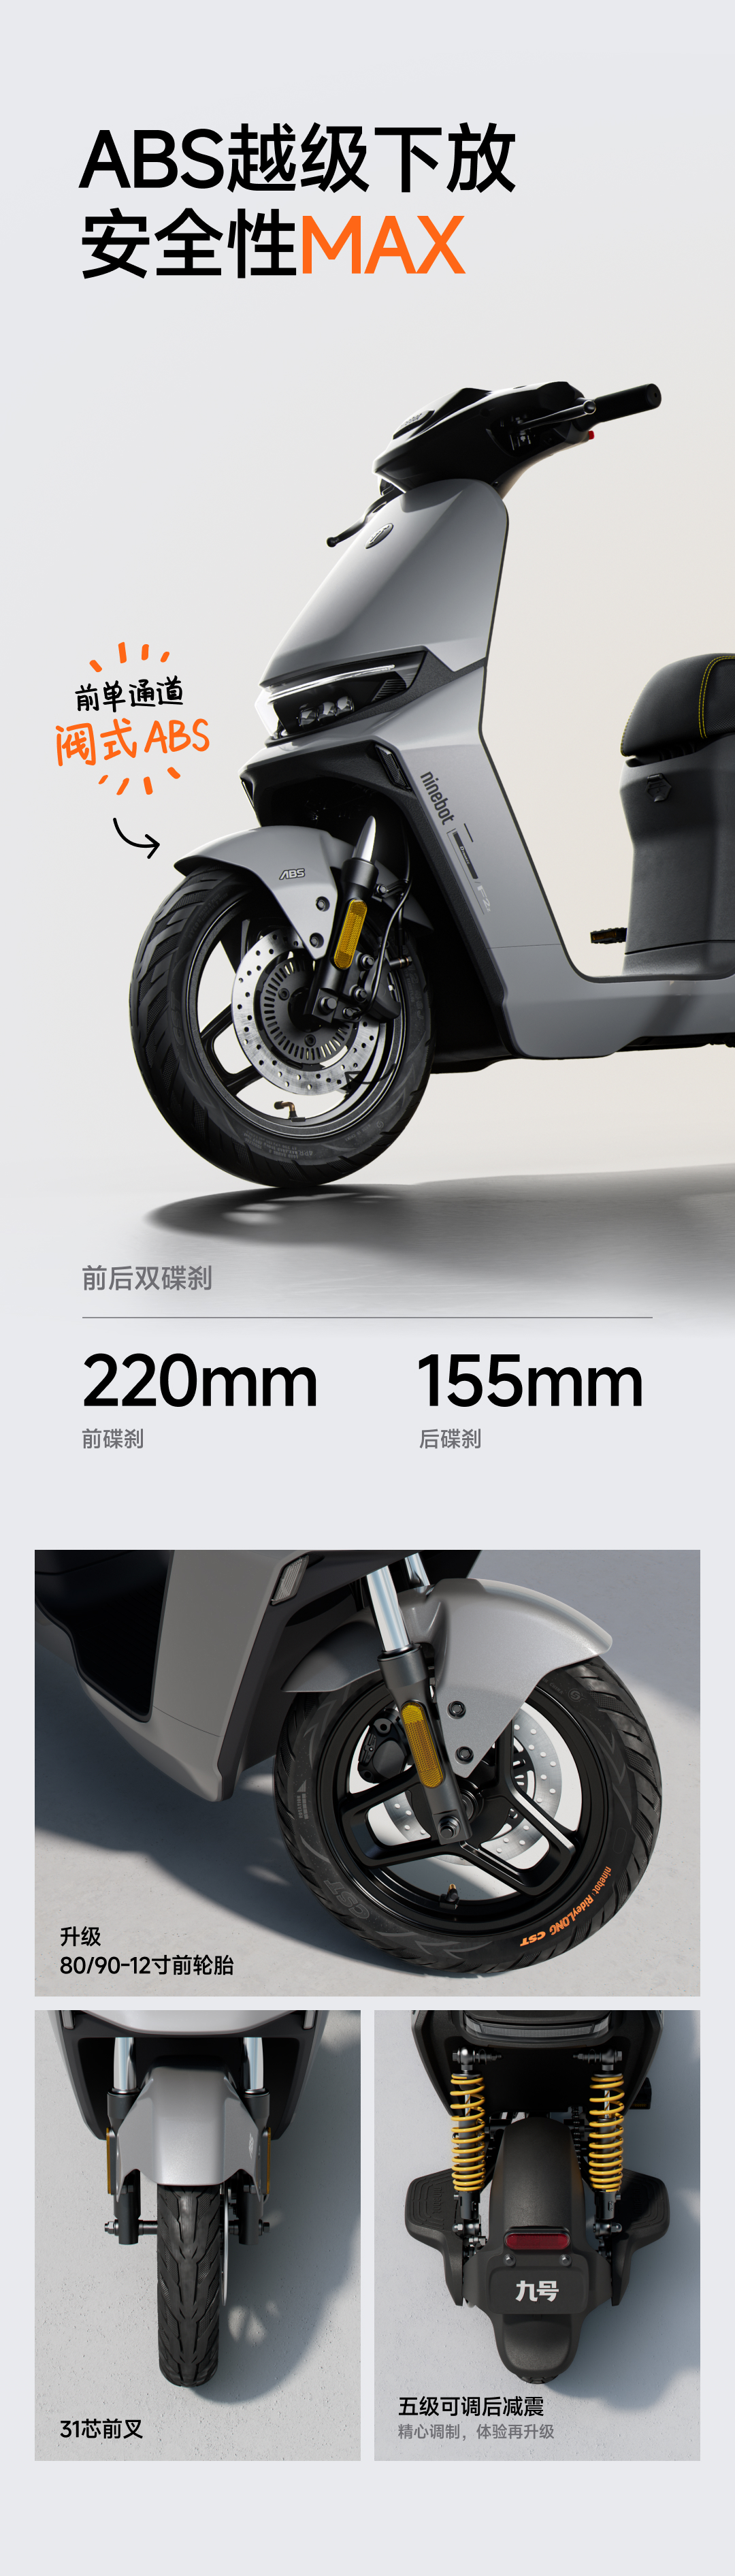 ABS越级下放
安全性MAX
前单通道
阀式ABS
ABS
ninebot
前后双碟刹
220mm
前碟刹
155mm
后碟刹
CST
ninebot RideyLONG CST
升级
80/90-12寸前轮胎
31芯前叉
九号
五级可调后减震
精心调制，体验再升级